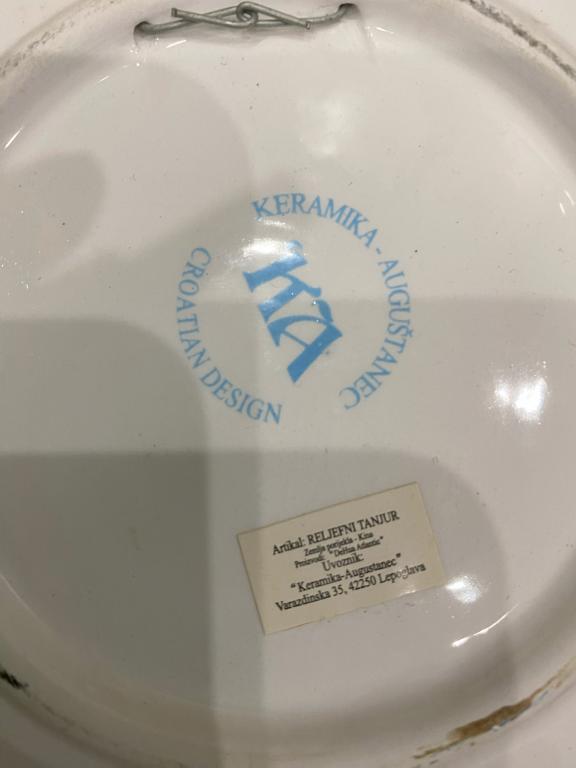 KERAMIKA - AUGUŠTANEC
KA
CROATIAN DESIGN
Artikal: RELJEFNI TANJUR
Zemlja porijekla - Kina
Proizvodi: "DeHua Atlantic"
Uvoznik:
"Keramika-Augustanec"
Varazdinska 35, 42250 Lepoglava